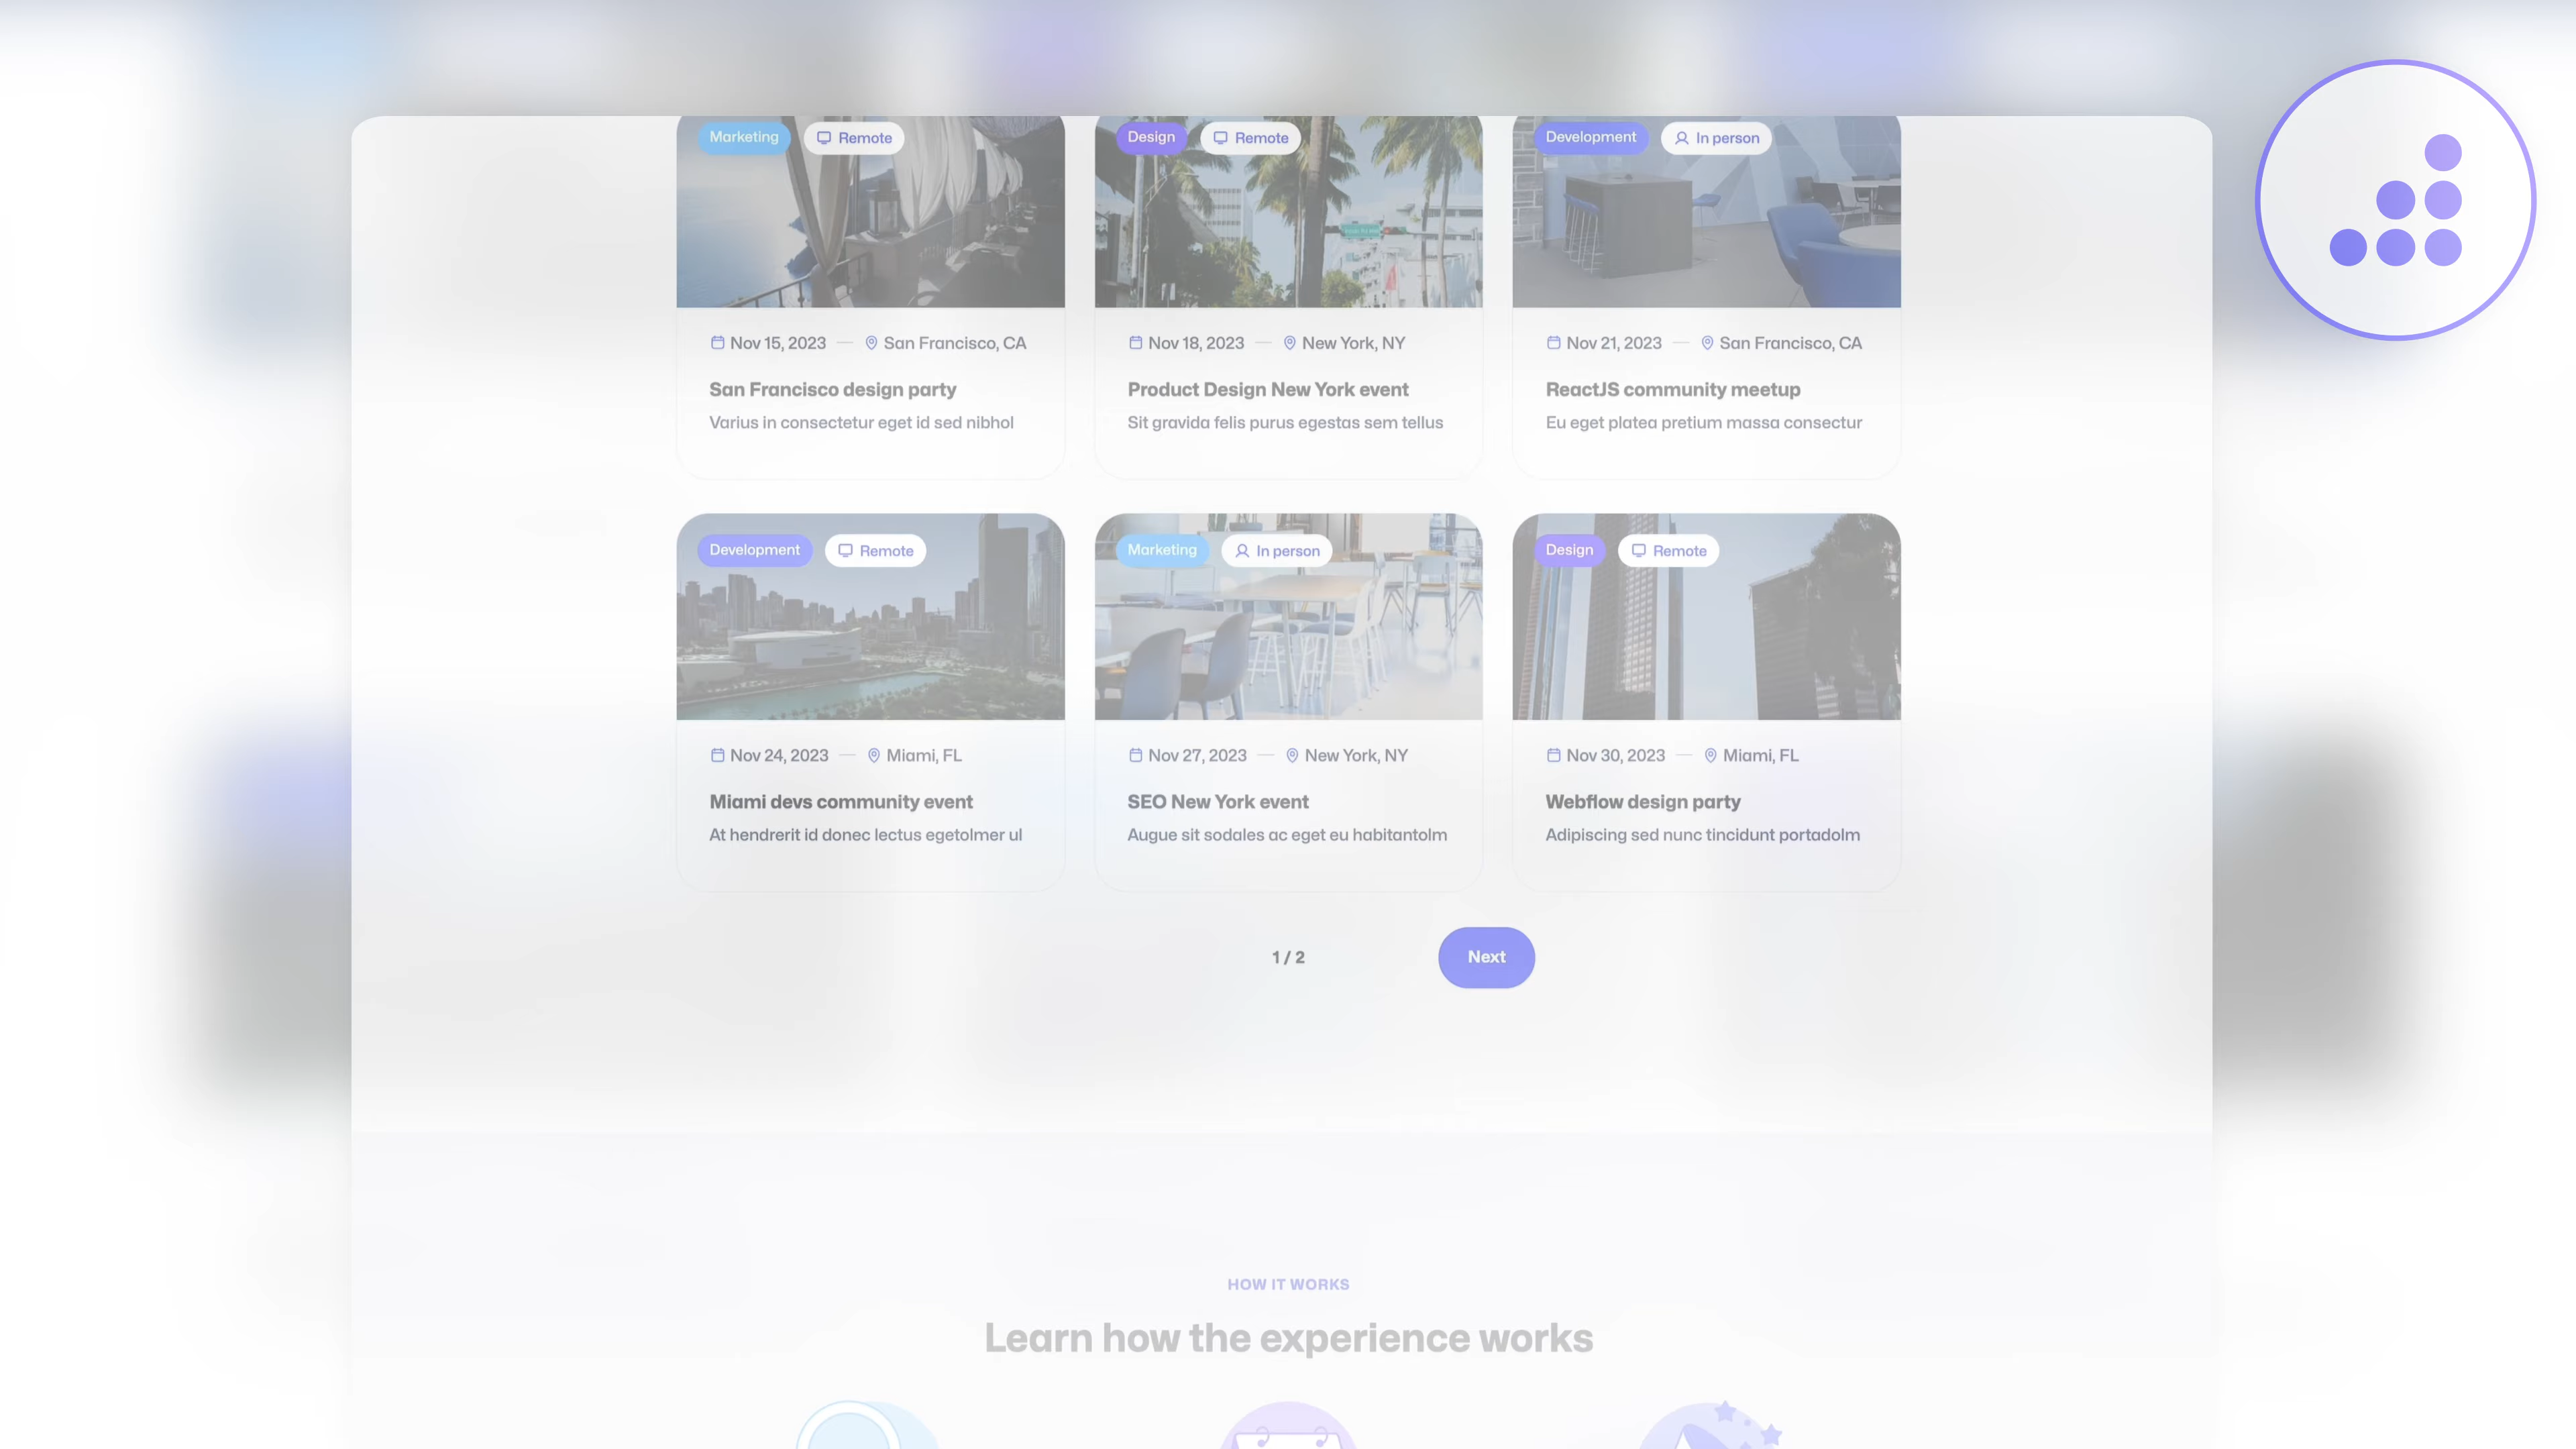 Marketing Remote
Design Remote
Development In person
Nov 15, 2023 — San Francisco, CA
San Francisco design party
Varius in consectetur eget id sed nibhol
Nov 18, 2023 — New York, NY
Product Design New York event
Sit gravida felis purus egestas sem tellus
Nov 21, 2023 — San Francisco, CA
ReactJS community meetup
Eu eget platea pretium massa consectur
Development Remote
Marketing In person
Design Remote
Nov 24, 2023 — Miami, FL
Miami devs community event
At hendrerit id donec lectus egetolmer ul
Nov 27, 2023 — New York, NY
SEO New York event
Augue sit sodales ac eget eu habitantolm
Nov 30, 2023 — Miami, FL
Webflow design party
Adipiscing sed nunc tincidunt portadolm
1 / 2
Next
HOW IT WORKS
Learn how the experience works